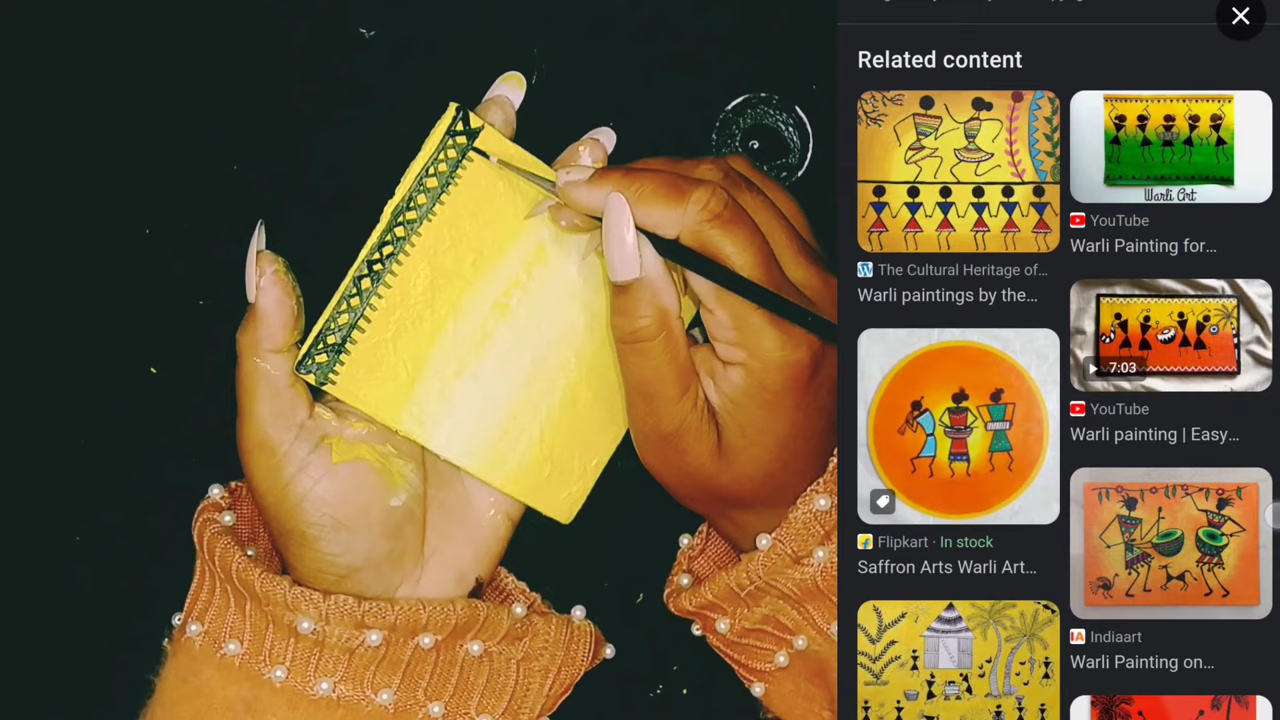 Related content
The Cultural Heritage of...
Warli paintings by the...
Warli Art
YouTube
Warli Painting for...
7:03
YouTube
Warli painting | Easy...
Flipkart · In stock
Saffron Arts Warli Art...
IA Indiaart
Warli Painting on...